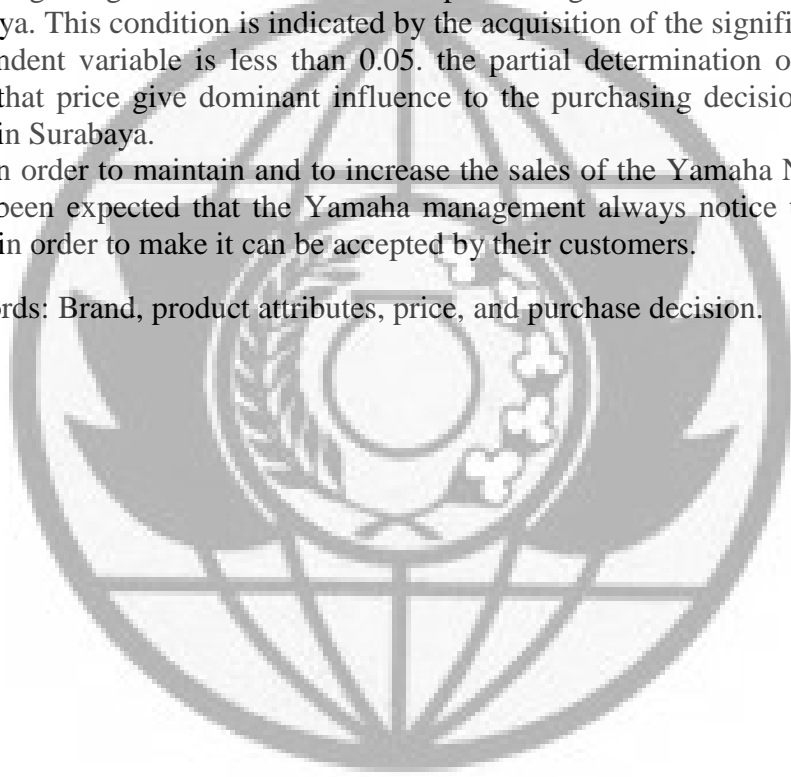 ya. This condition is indicated by the acquisition of the signifi
ndent variable is less than 0.05. the partial determination o
that price give dominant influence to the purchasing decisio
in Surabaya.
n order to maintain and to increase the sales of the Yamaha N
been expected that the Yamaha management always notice t
in order to make it can be accepted by their customers.
ords: Brand, product attributes, price, and purchase decision.